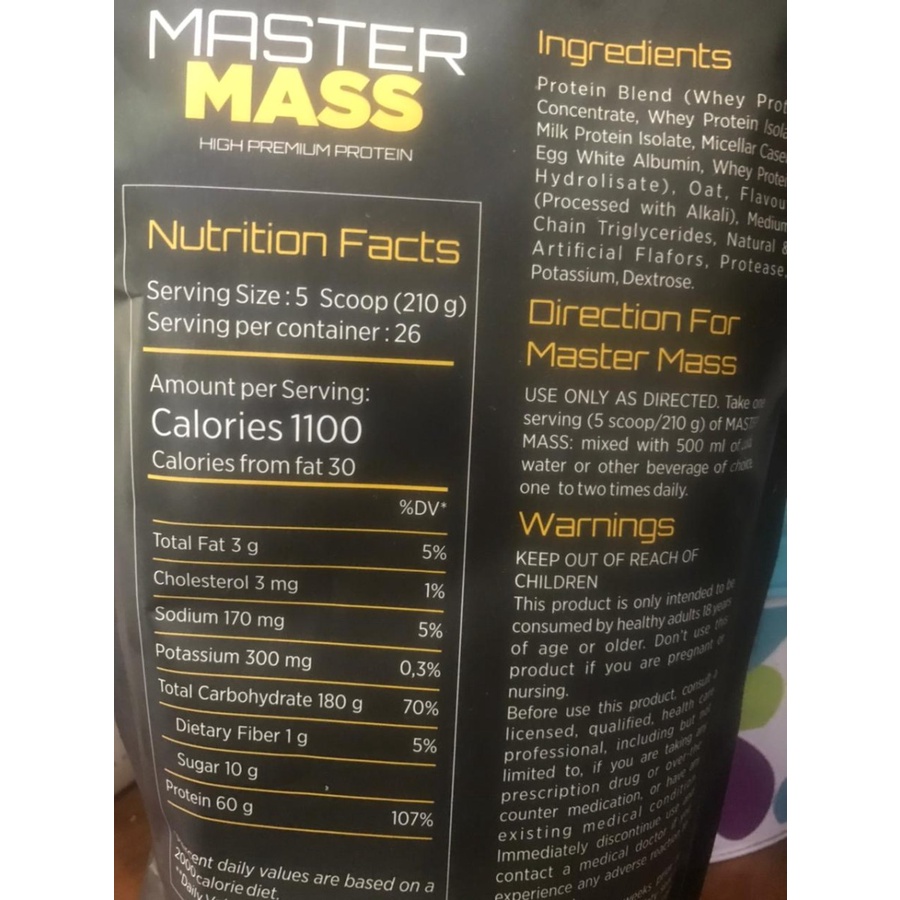 MASTER
MASS
HIGH PREMIUM PROTEIN
Nutrition Facts
Serving Size : 5 Scoop (210 g)
Serving per container : 26
Amount per Serving:
Calories 1100
Calories from fat 30
%DV*
Total Fat 3 g 5%
Cholesterol 3 mg 1%
Sodium 170 mg 5%
Potassium 300 mg 0,3%
Total Carbohydrate 180 g 70%
Dietary Fiber 1 g 5%
Sugar 10 g
Protein 60 g 107%
daily values are based on a
2000 calorie diet.
Ingredients
Protein Blend (Whey
Concentrate, Whey Protein
Milk Protein Isolate, Micellar
Egg White Albumin, Whey
Hydrolisate), Oat,
(Processed with Alkali), Medium
Chain Triglycerides, Natural &
Artificial Flafors, Protease,
Potassium, Dextrose.
Direction For
Master Mass
USE ONLY AS DIRECTED. Take one
serving (5 scoop/210 g) of
MASS: mixed with 500 ml of
water or other beverage of choice
one to two times daily.
Warnings
KEEP OUT OF REACH OF
CHILDREN
This product is only intended to be
consumed by healthy adults 18 years
of age or older. Don't use this
product if you are pregnant or
nursing.
Before use this product, consult a
licensed, qualified, health care
professional, including but not
limited to, if you are taking any
prescription drug or over-the
counter medication, or have any
existing medical condition
Immediately discontinue use
contact a medical doctor if
experience any adverse reaction